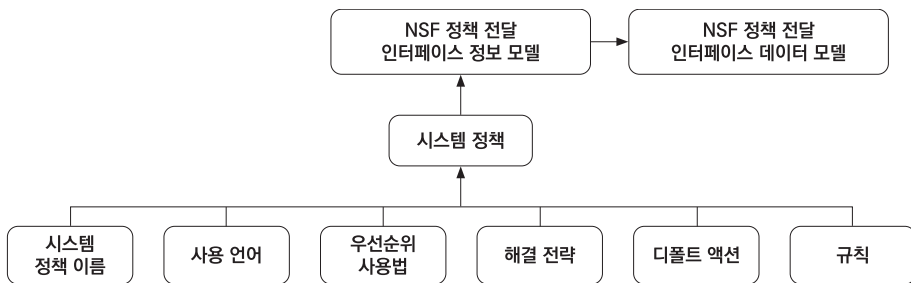 NSF 정책 전달
인터페이스 정보 모델
NSF 정책 전달
인터페이스 데이터 모델
시스템 정책
시스템
정책 이름
사용 언어
우선순위
사용법
해결 전략
디폴트 액션
규칙